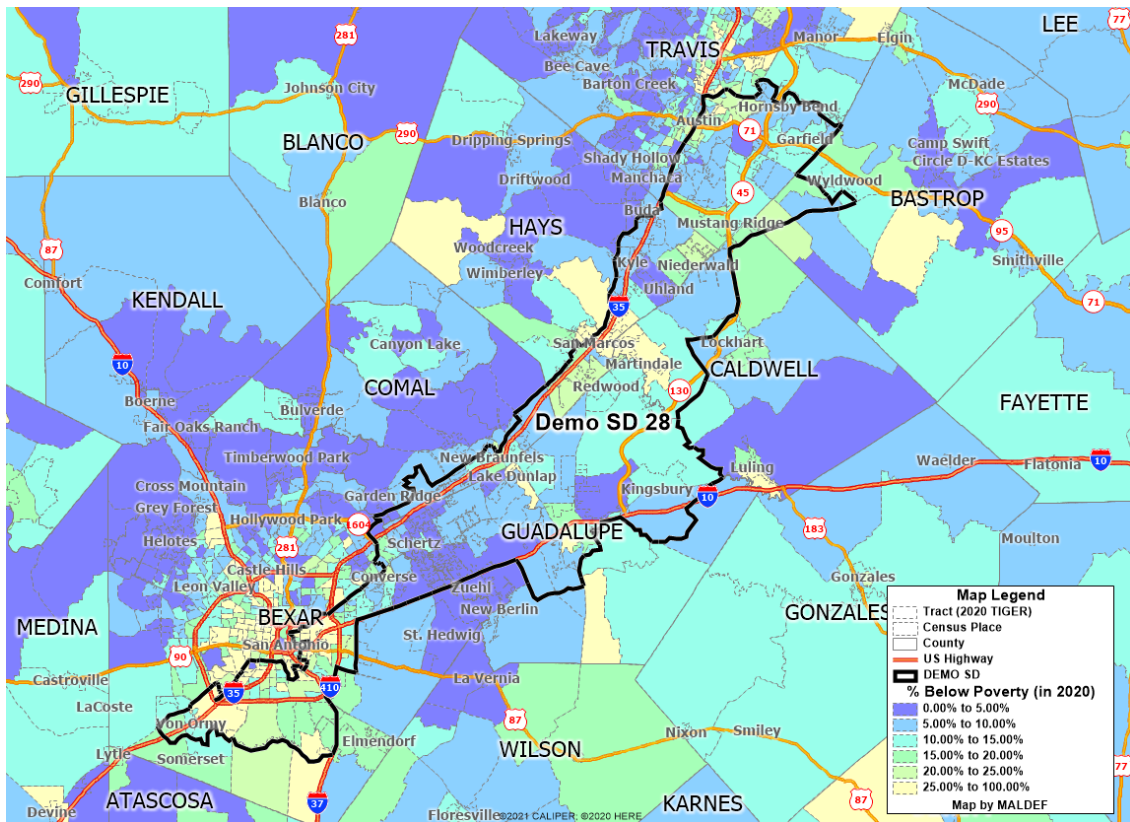 LEE
77
281
Lakeway
TRAVIS
Manor
Elgin
Bee Cave
Barton Creek
290
GILLESPIE
Johnson City
McDade
290
Hornsby Bend
Austin
71
BLANCO
290
Dripping Springs
Garfield
Camp Swift
Circle D-KC Estates
Shady Hollow
Manchaca
Driftwood
Wyldwood
BASTROP
45
Blanco
Buda
Mustang Ridge
95
HAYS
87
Woodcreek
Wimberley
Kyle
Niederwald
Smithville
Comfort
Uhland
KENDALL
35
71
Canyon Lake
San Marcos
Lockhart
10
Martindale
CALDWELL
COMAL
Redwood
130
Boerne
Bulverde
FAYETTE
Fair Oaks Ranch
Demo SD 28
Timberwood Park
New Braunfels
Waelder
10
Flatonia
Luling
Lake Dunlap
Cross Mountain
Kingsbury
10
Garden Ridge
Grey Forest
Hollywood Park
1604
GUADALUPE
183
Helotes
281
Schertz
Moulton
Castle Hills
Converse
Leon Valley
Zuehl
Gonzales
New Berlin
BEXAR
GONZALES
MEDINA
St. Hedwig
San Antonio
90
Castroville
La Vernia
35
410
LaCoste
87
Von Ormy
Elmendorf
Nixon
Smiley
WILSON
Lytle
Somerset
77
ATASCOSA
37
87
KARNES
Devine
Floresville
©2021 CALIPER; ©2020 HERE
Map Legend
Tract (2020 TIGER)
Census Place
County
US Highway
DEMO SD
% Below Poverty (in 2020)
0.00% to 5.00%
5.00% to 10.00%
10.00% to 15.00%
15.00% to 20.00%
20.00% to 25.00%
25.00% to 100.00%
Map by MALDEF